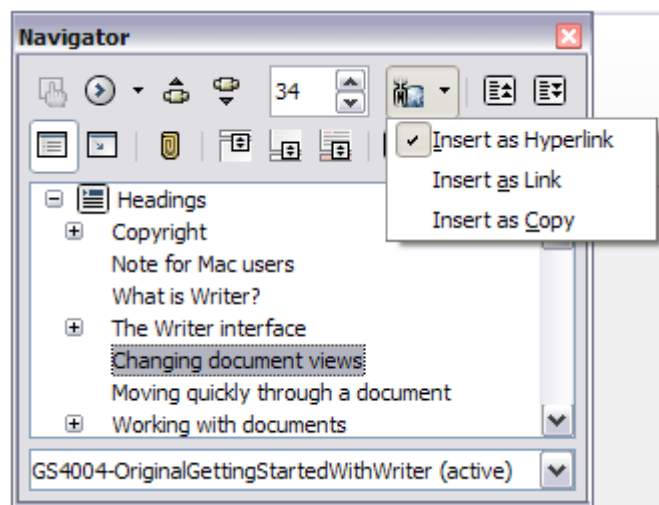 Navigator
34
Insert as Hyperlink
Insert as Link
Insert as Copy
Headings
Copyright
Note for Mac users
What is Writer?
The Writer interface
Changing document views
Moving quickly through a document
Working with documents
GS4004-OriginalGettingStartedWithWriter (active)